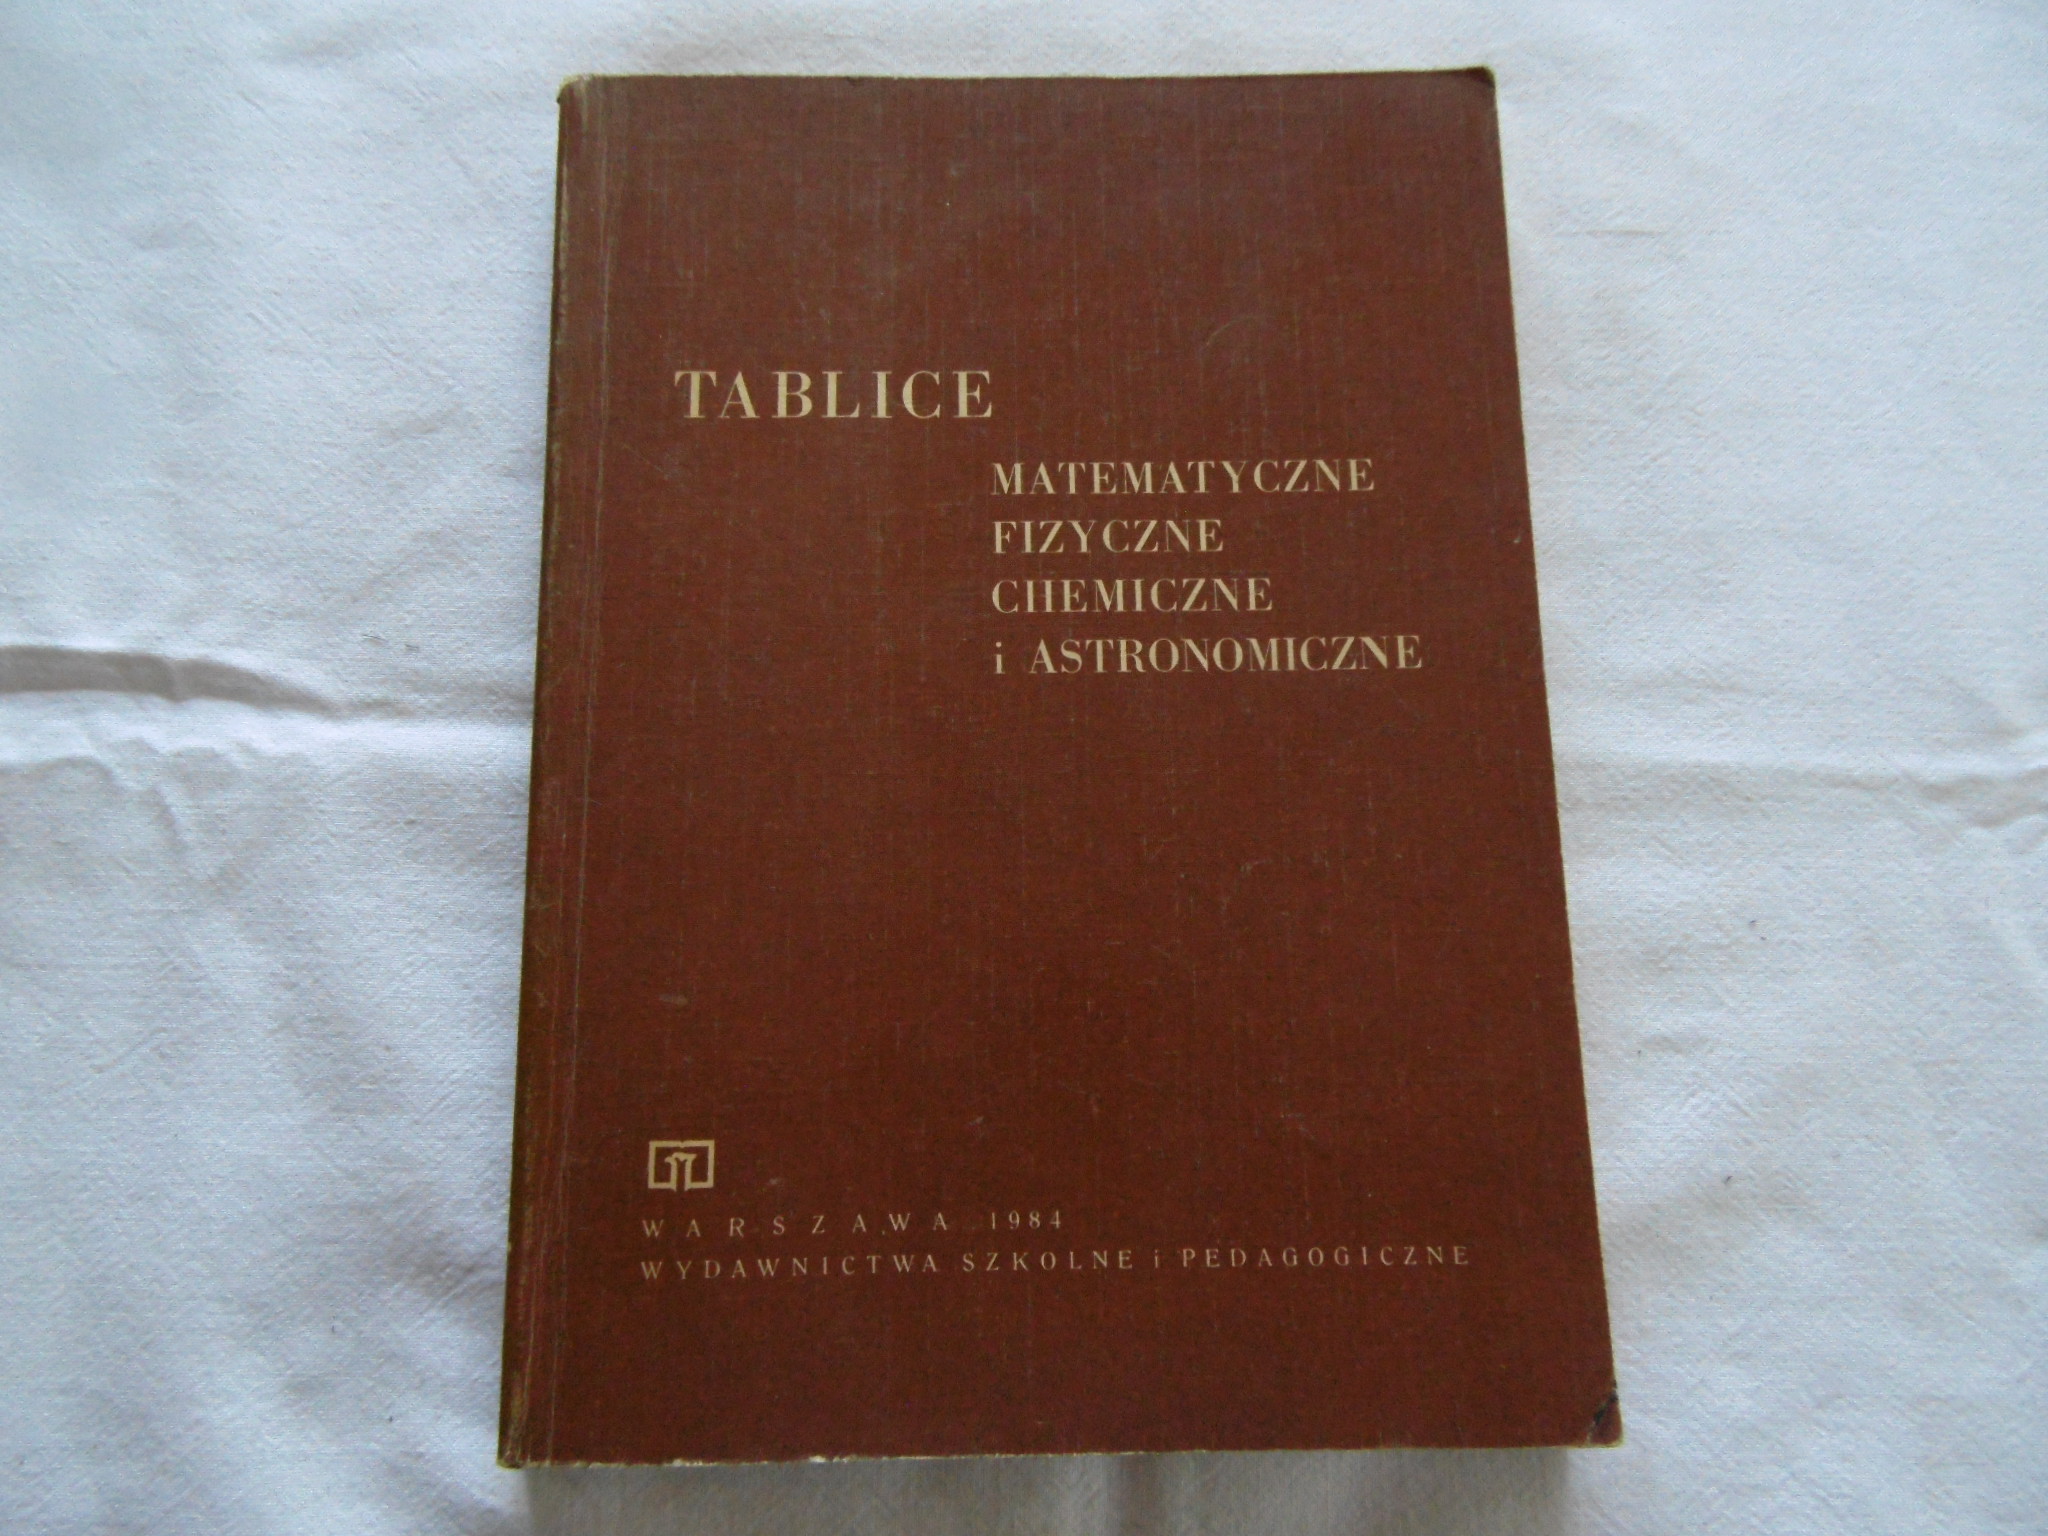 TABLICE
MATEMATYCZNE
FIZYCZNE
CHEMICZNE
i ASTRONOMICZNE
WARSZAWA 1984
WYDAWNICTWA SZKOLNE i PEDAGOGICZNE